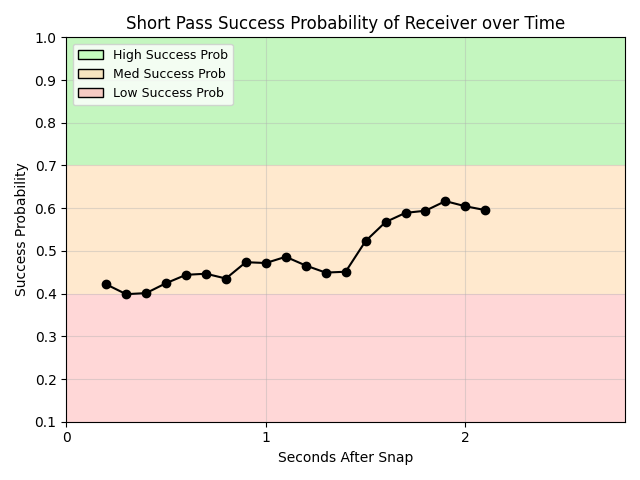 Short Pass Success Probability of Receiver over Time
High Success Prob
Med Success Prob
Low Success Prob
1.0
0.9
0.8
0.7
0.6
0.5
0.4
0.3
0.2
0.1
Success Probability
0
1
2
Seconds After Snap